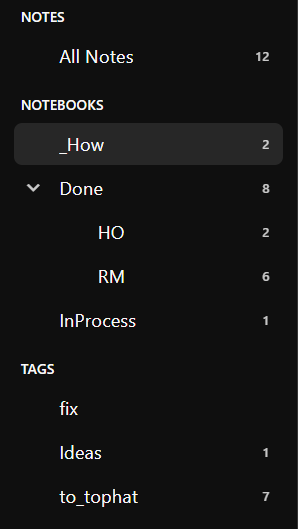 NOTES
All Notes 12
NOTEBOOKS
_How 2
Done 8
HO 2
RM 6
InProcess 1
TAGS
fix
Ideas 1
to_tophat 7